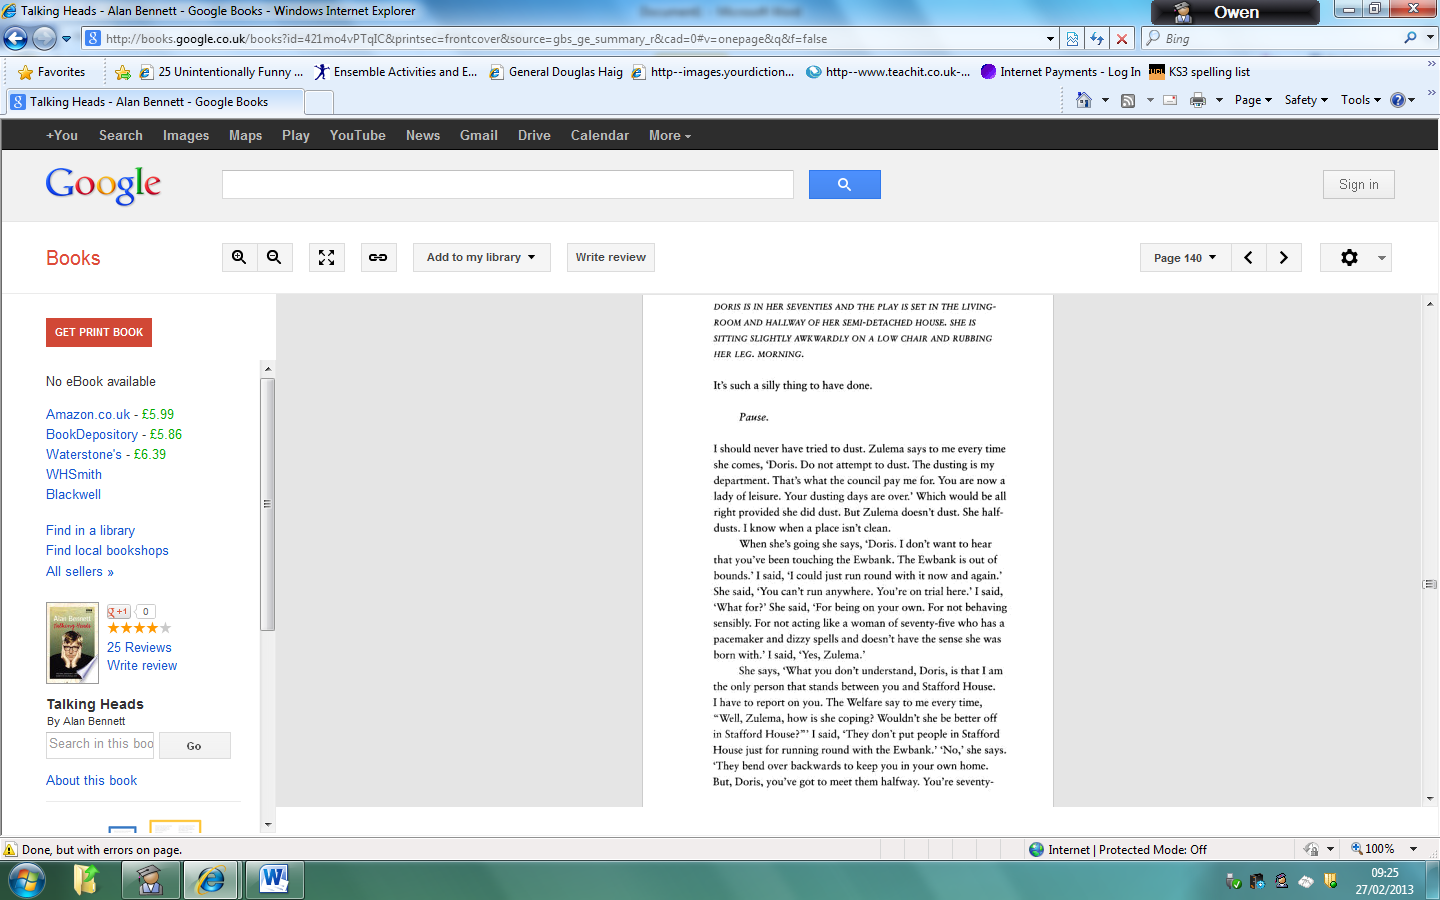 Talking Heads - Alan Bennett - Google Books - Windows Internet Explorer
Document1 - Microsoft Word
Owen
http://books.google.co.uk/books?id=421mo4vPTqIC&printsec=frontcover&source=gbs_ge_summary_r&cad=0#v=onepage&q&f=false
Bing
Favorites
25 Unintentionally Funny ...
Ensemble Activities and E...
General Douglas Haig
http--images.yourdiction...
http--www.teachit.co.uk-...
Internet Payments - Log In
KS3 spelling list
Talking Heads - Alan Bennett - Google Books
Page
Safety
Tools
+You Search Images Maps Play YouTube News Gmail Drive Calendar More
Google
Sign in
Books
Add to my library
Write review
Page 140
GET PRINT BOOK
No eBook available
Amazon.co.uk - £5.99
BookDepository - £5.86
Waterstone's - £6.39
WHSmith
Blackwell
Find in a library
Find local bookshops
All sellers »
Alan Bennett
Talking Heads
+1 0
25 Reviews
Write review
Talking Heads
By Alan Bennett
Search in this boo
Go
About this book
DORIS IS IN HER SEVENTIES AND THE PLAY IS SET IN THE LIVING-
ROOM AND HALLWAY OF HER SEMI-DETACHED HOUSE. SHE IS
SITTING SLIGHTLY AWKWARDLY ON A LOW CHAIR AND RUBBING
HER LEG. MORNING.
It's such a silly thing to have done.
Pause.
I should never have tried to dust. Zulema says to me every time
she comes, 'Doris. Do not attempt to dust. The dusting is my
department. That's what the council pay me for. You are now a
lady of leisure. Your dusting days are over.' Which would be all
right provided she did dust. But Zulema doesn't dust. She half-
dusts. I know when a place isn't clean.
When she's going she says, 'Doris. I don't want to hear
that you've been touching the Ewbank. The Ewbank is out of
bounds.' I said, 'I could just run round with it now and again.'
She said, 'You can't run anywhere. You're on trial here.' I said,
'What for?' She said, 'For being on your own. For not behaving
sensibly. For not acting like a woman of seventy-five who has a
pacemaker and dizzy spells and doesn't have the sense she was
born with.' I said, 'Yes, Zulema.'
She says, 'What you don't understand, Doris, is that I am
the only person that stands between you and Stafford House.
I have to report on you. The Welfare say to me every time,
"Well, Zulema, how is she coping? Wouldn't she be better off
in Stafford House?"' I said, 'They don't put people in Stafford
House just for running round with the Ewbank.' 'No,' she says.
'They bend over backwards to keep you in your own home.
But, Doris, you've got to meet them halfway. You're seventy-
Done, but with errors on page.
Internet | Protected Mode: Off
100%
09:25
27/02/2013